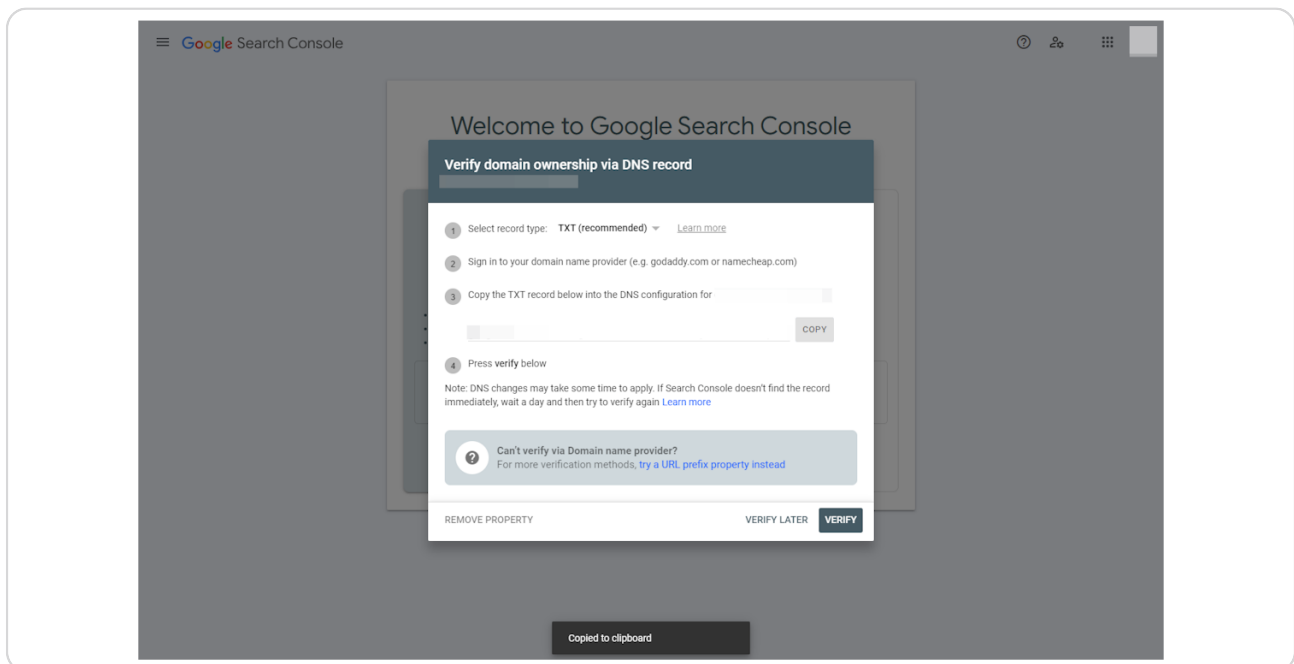 Google Search Console
Welcome to Google Search Console
Verify domain ownership via DNS record
1 Select record type: TXT (recommended) Learn more
2 Sign in to your domain name provider (e.g. godaddy.com or namecheap.com)
3 Copy the TXT record below into the DNS configuration for
COPY
4 Press verify below
Note: DNS changes may take some time to apply. If Search Console doesn't find the record
immediately, wait a day and then try to verify again Learn more
Can't verify via Domain name provider?
For more verification methods, try a URL prefix property instead
REMOVE PROPERTY VERIFY LATER VERIFY
Copied to clipboard